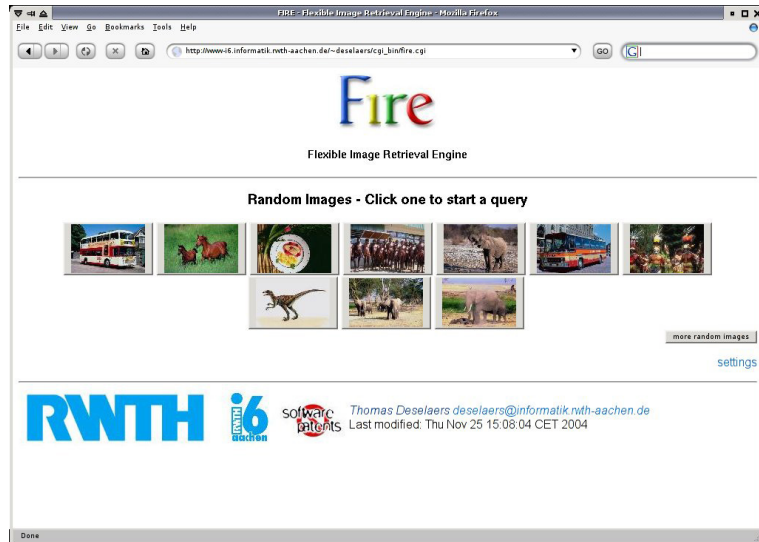 FIRE - Flexible Image Retrieval Engine - Mozilla Firefox
File Edit View Go Bookmarks Tools Help
http://www-i6.informatik.rwth-aachen.de/~deselaers/cgi_bin/fire.cgi GO G
Fire
Flexible Image Retrieval Engine
Random Images - Click one to start a query
more random images
settings
RWTH RWTH i6 aachen software patents
Thomas Deselaers deselaers@informatik.rwth-aachen.de
Last modified: Thu Nov 25 15:08:04 CET 2004
Done